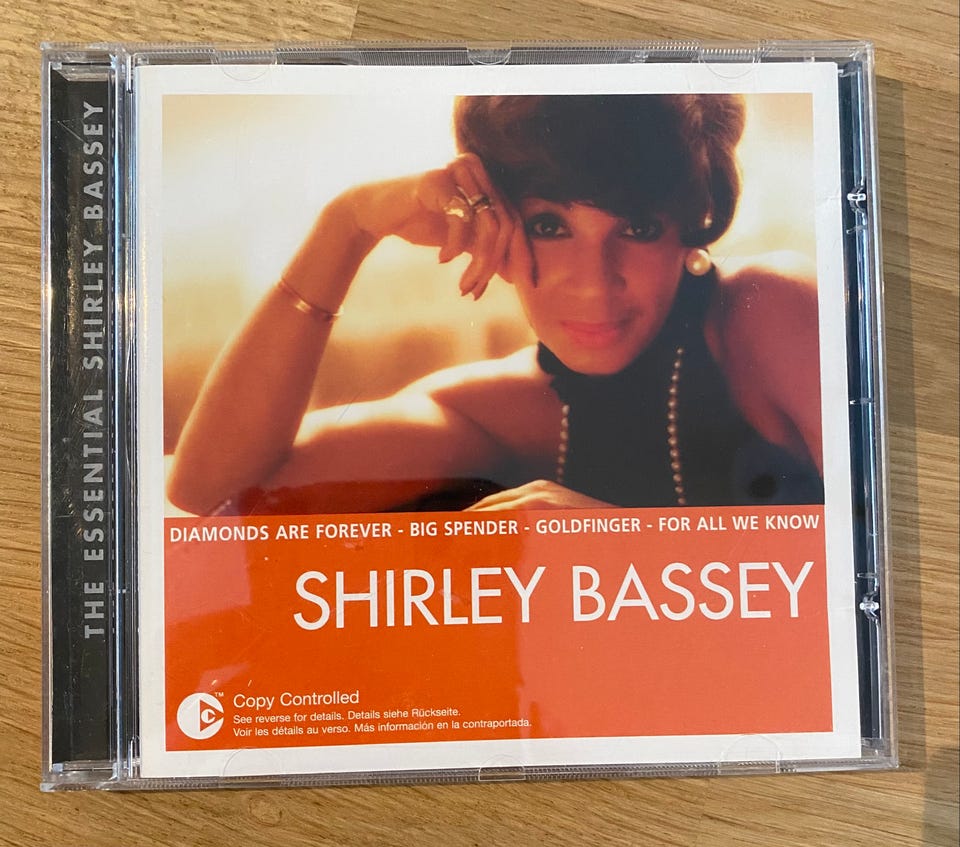 THE ESSENTIAL SHIRLEY BASSEY
DIAMONDS ARE FOREVER - BIG SPENDER - GOLDFINGER - FOR ALL WE KNOW
SHIRLEY BASSEY
TM
Copy Controlled
See reverse for details. Details siehe Rückseite.
Voir les détails au verso. Más información en la contraportada.